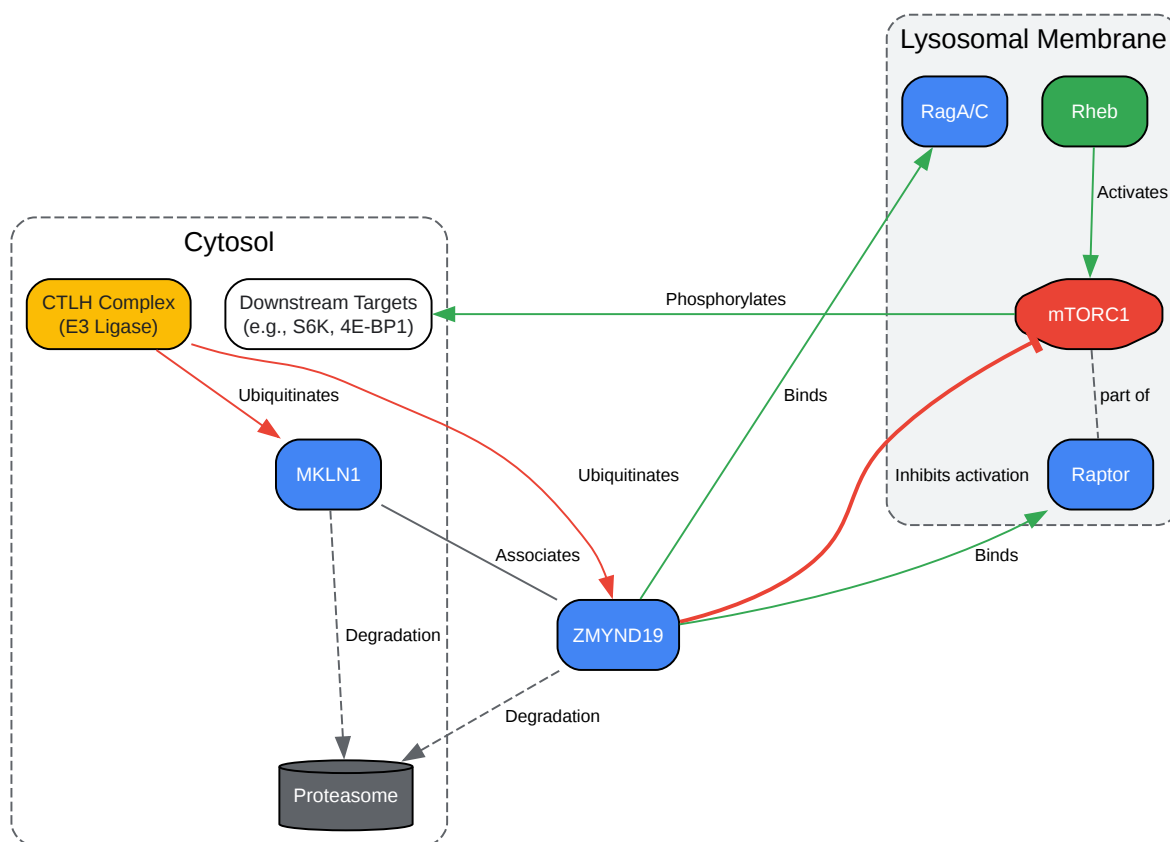 Lysosomal Membrane
RagA/C
Rheb
Activates
Cytosol
CTLH Complex
(E3 Ligase)
Downstream Targets
(e.g., S6K, 4E-BP1)
Phosphorylates
mTORC1
Ubiquitinates
Binds
part of
MKLN1
Ubiquitinates
Inhibits activation
Raptor
Associates
Binds
Degradation
ZMYND19
Degradation
Proteasome